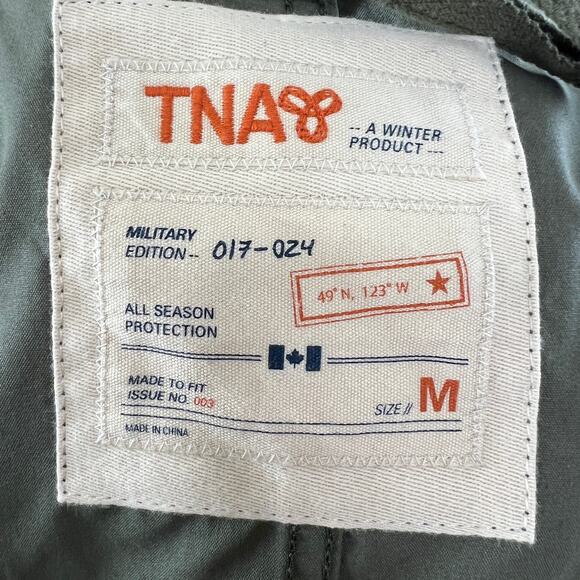 TNA
-- A WINTER
PRODUCT ---
MILITARY
EDITION -- 017-024
49° N, 123° W
ALL SEASON
PROTECTION
MADE TO FIT
ISSUE NO. 003
SIZE // M
MADE IN CHINA